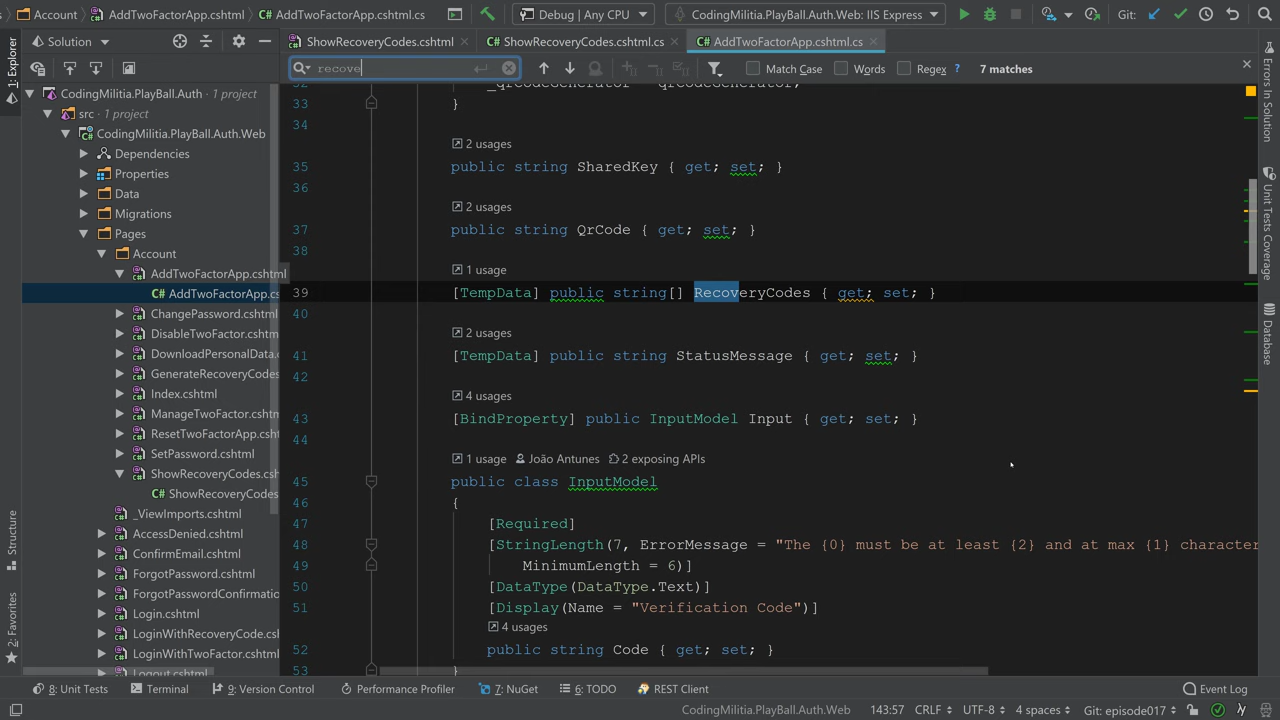 Account AddTwoFactorApp.cshtml AddTwoFactorApp.cshtml.cs Debug | Any CPU CodingMilitia.PlayBall.Auth.Web: IIS Express Git:
1: Explorer
Solution
ShowRecoveryCodes.cshtml ShowRecoveryCodes.cshtml.cs AddTwoFactorApp.cshtml.cs
recove Match Case Words Regex ? 7 matches
CodingMilitia.PlayBall.Auth 1 project
src · 1 project
CodingMilitia.PlayBall.Auth.Web
Dependencies
Properties
Data
Migrations
Pages
Account
AddTwoFactorApp.cshtml
AddTwoFactorApp.cs
ChangePassword.cshtml
DisableTwoFactor.cshtm
DownloadPersonalData.c
GenerateRecoveryCodes
Index.cshtml
ManageTwoFactor.cshtm
ResetTwoFactorApp.csht
SetPassword.cshtml
ShowRecoveryCodes.csh
ShowRecoveryCodes
_ViewImports.cshtml
AccessDenied.cshtml
ConfirmEmail.cshtml
ForgotPassword.cshtml
ForgotPasswordConfirmatio
Login.cshtml
LoginWithRecoveryCode.csh
LoginWithTwoFactor.cshtml
Logout.cshtml
33 }
34
2 usages
35 public string SharedKey { get; set; }
36
2 usages
37 public string QrCode { get; set; }
38
1 usage
39 [TempData] public string[] RecoveryCodes { get; set; }
40
2 usages
41 [TempData] public string StatusMessage { get; set; }
42
4 usages
43 [BindProperty] public InputModel Input { get; set; }
44
1 usage João Antunes 2 exposing APIs
45 public class InputModel
46 {
47 [Required]
48 [StringLength(7, ErrorMessage = "The {0} must be at least {2} and at max {1} character
49 MinimumLength = 6)]
50 [DataType(DataType.Text)]
51 [Display(Name = "Verification Code")]
4 usages
52 public string Code { get; set; }
53 }
Errors In Solution
Unit Tests Coverage
Database
Structure
2: Favorites
8: Unit Tests Terminal 9: Version Control Performance Profiler 7: NuGet 6: TODO REST Client Event Log
CodingMilitia.PlayBall.Auth.Web 143:57 CRLF UTF-8 4 spaces Git: episode017